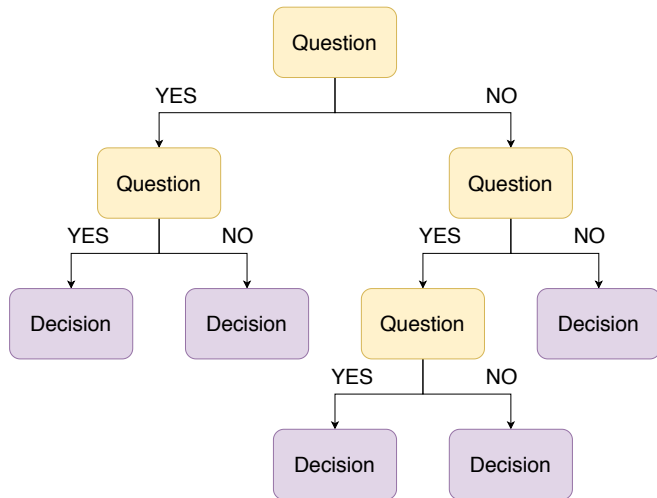 Question
YES NO
Question Question
YES NO YES NO
Decision Decision Question Decision
YES NO
Decision Decision